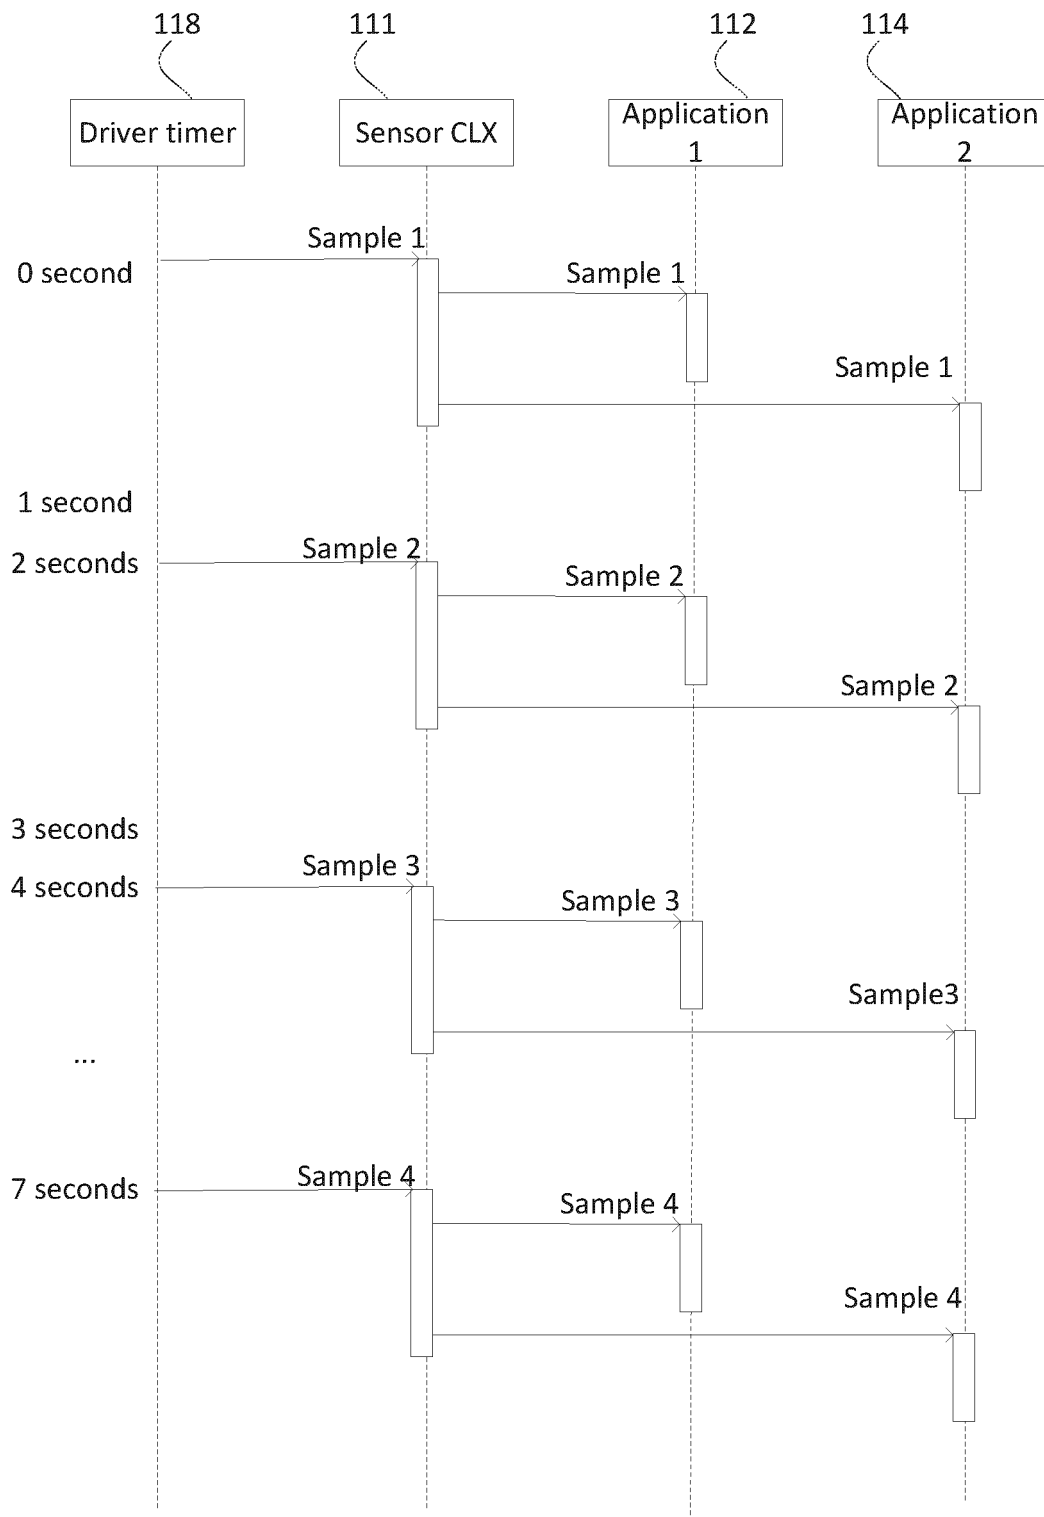 118
111
112
114
Driver timer
Sensor CLX
Application
1
Application
2
Sample 1
0 second
Sample 1
Sample 1
1 second
Sample 2
2 seconds
Sample 2
Sample 2
3 seconds
Sample 3
4 seconds
Sample 3
Sample3
...
Sample 4
7 seconds
Sample 4
Sample 4